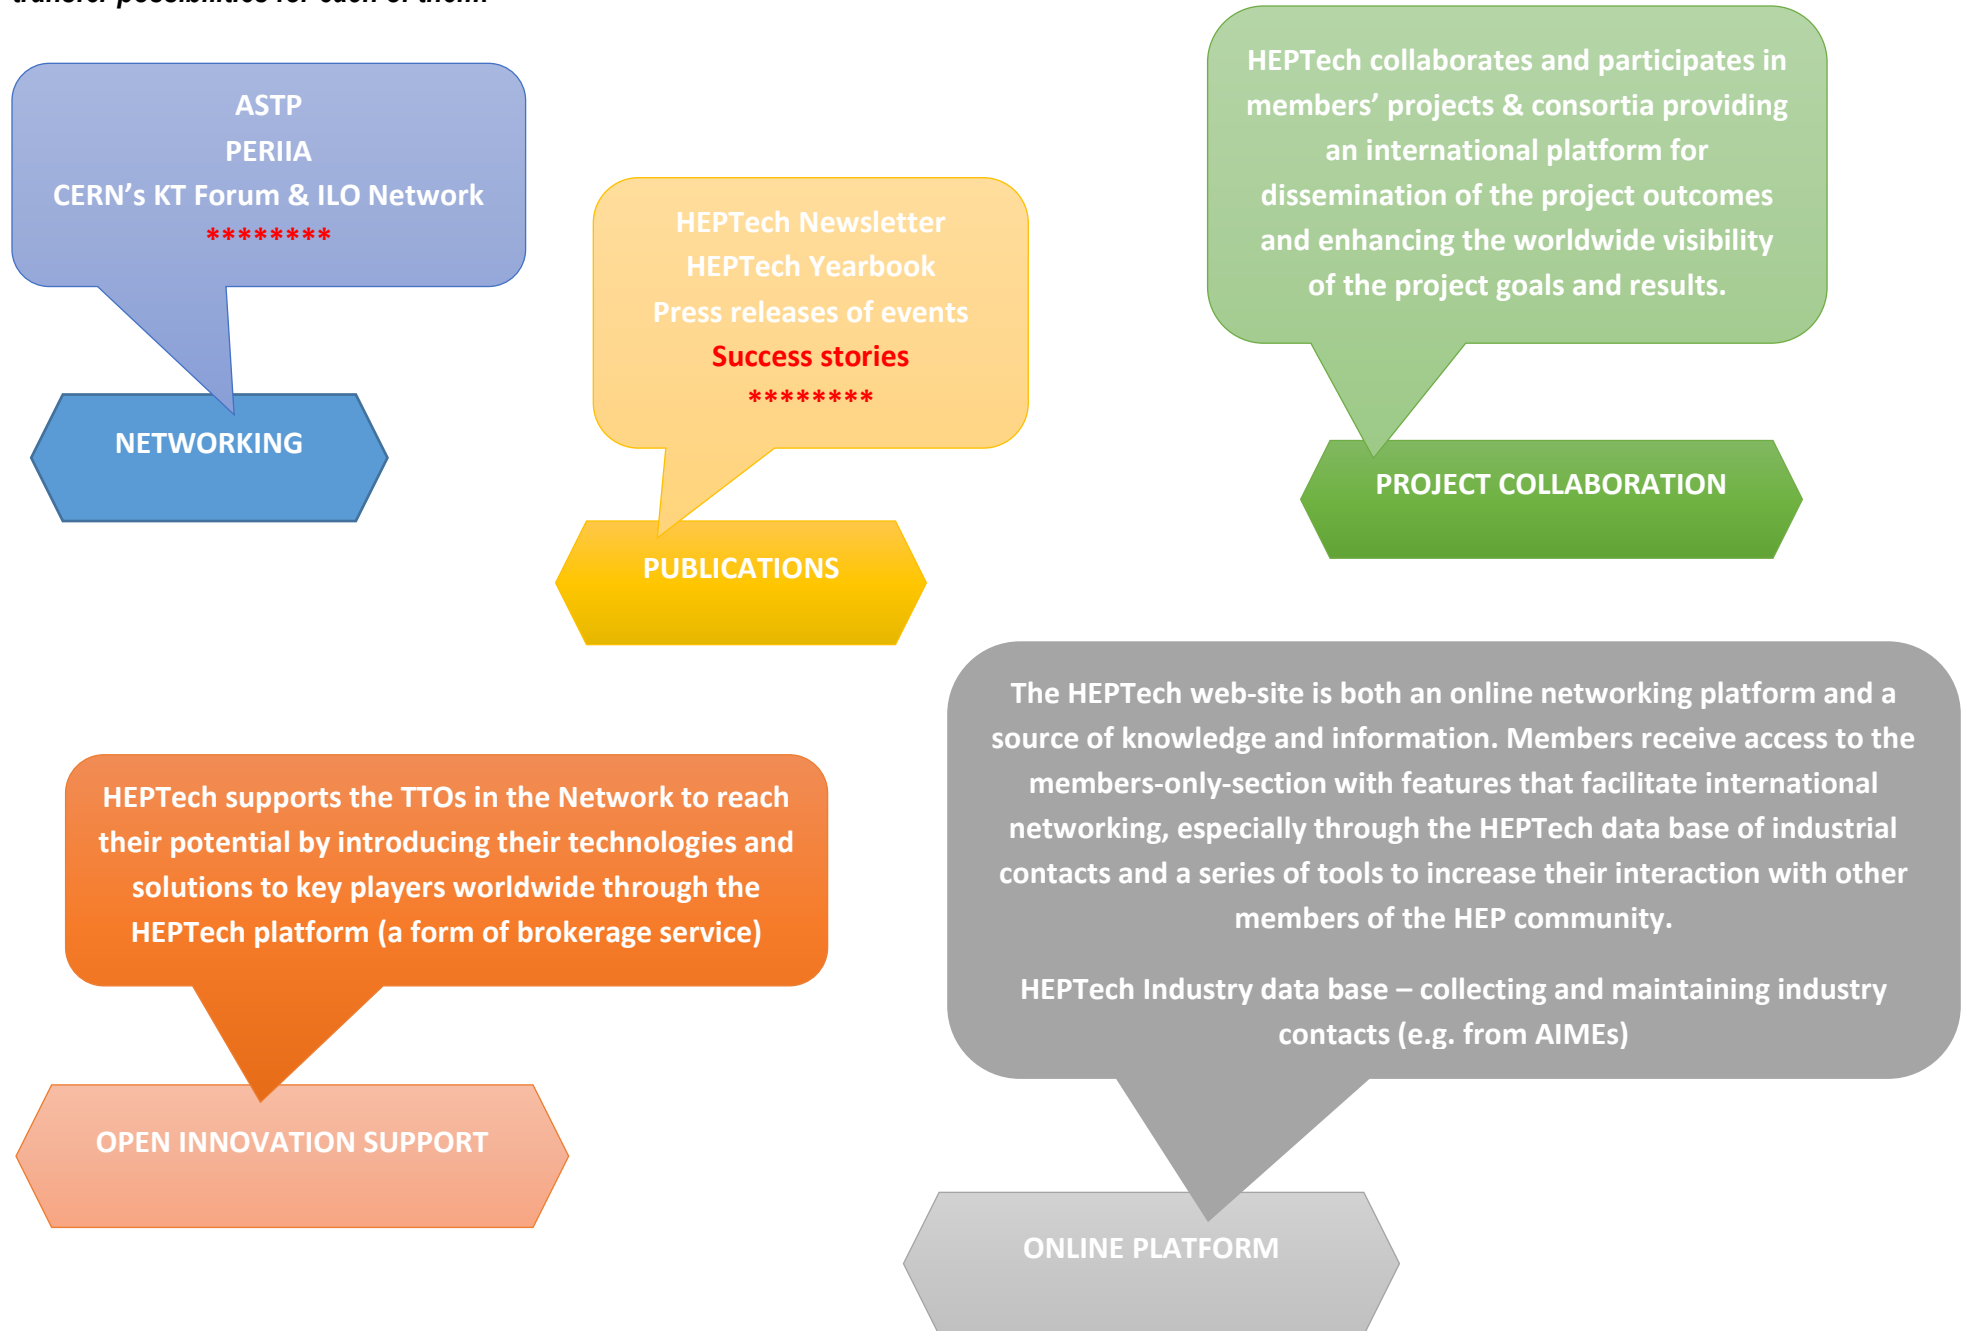 transfer possibilities for each of them.
ASTP
PERIIA
CERN’s KT Forum & ILO Network
********
NETWORKING
HEPTech Newsletter
HEPTech Yearbook
Press releases of events
Success stories
********
PUBLICATIONS
HEPTech collaborates and participates in
members’ projects & consortia providing
an international platform for
dissemination of the project outcomes
and enhancing the worldwide visibility
of the project goals and results.
PROJECT COLLABORATION
HEPTech supports the TTOs in the Network to reach
their potential by introducing their technologies and
solutions to key players worldwide through the
HEPTech platform (a form of brokerage service)
OPEN INNOVATION SUPPORT
The HEPTech web-site is both an online networking platform and a
source of knowledge and information. Members receive access to the
members-only-section with features that facilitate international
networking, especially through the HEPTech data base of industrial
contacts and a series of tools to increase their interaction with other
members of the HEP community.
HEPTech Industry data base – collecting and maintaining industry
contacts (e.g. from AIMEs)
ONLINE PLATFORM